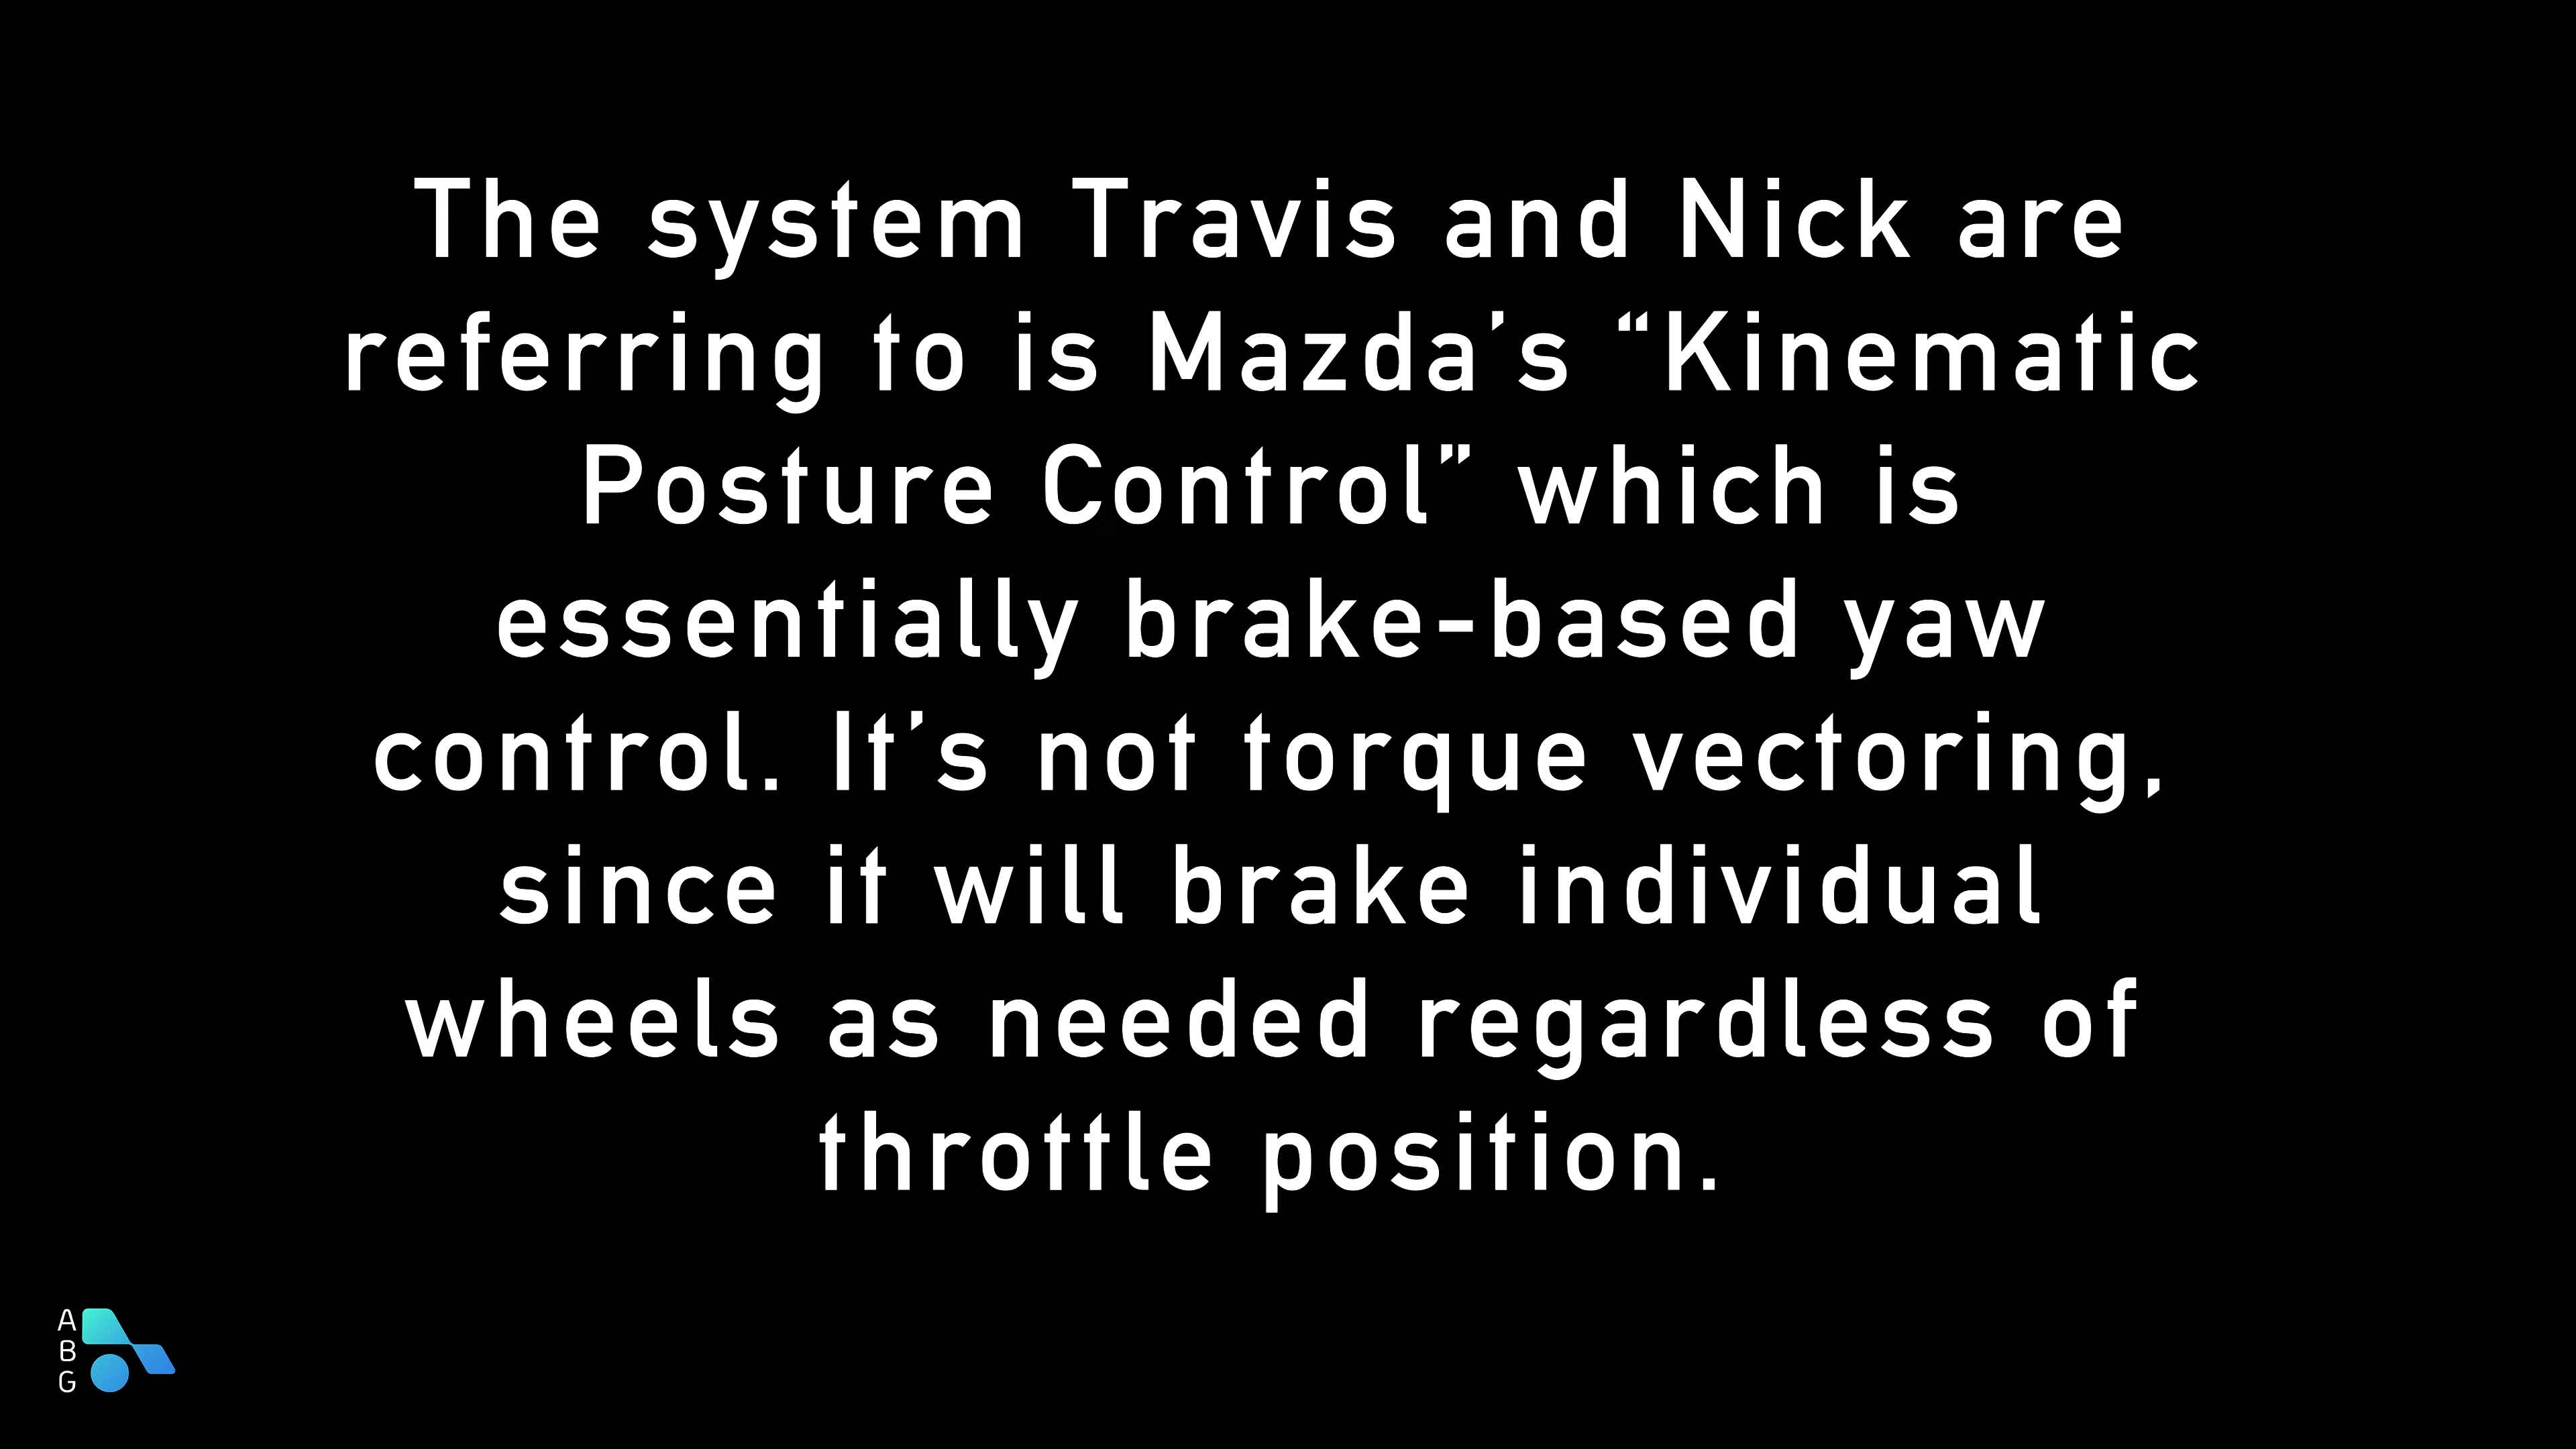 The system Travis and Nick are
referring to is Mazda's “Kinematic
Posture Control” which is
essentially brake-based yaw
control. It's not torque vectoring,
since it will brake individual
wheels as needed regardless of
throttle position.
A
B
G